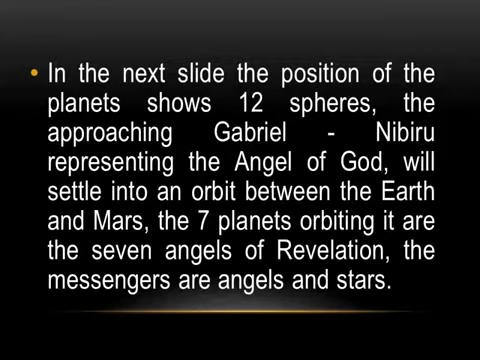 • In the next slide the position of the
planets shows 12 spheres, the
approaching Gabriel - Nibiru
representing the Angel of God, will
settle into an orbit between the Earth
and Mars, the 7 planets orbiting it are
the seven angels of Revelation, the
messengers are angels and stars.